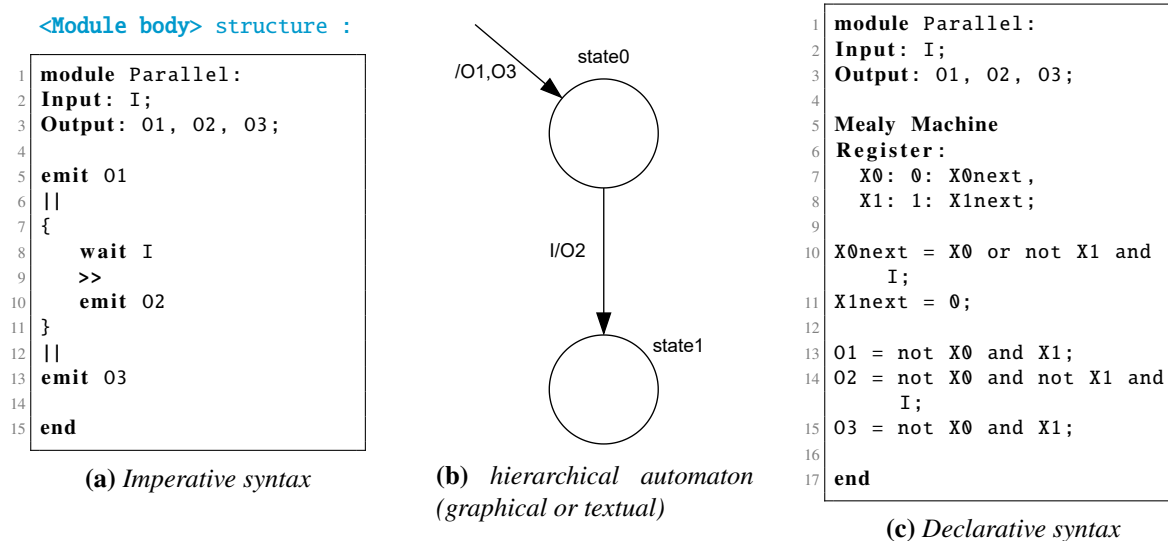 <Module body> structure :
1 module Parallel:
2 Input: I;
3 Output: O1, O2, O3;
4
5 emit O1
6 ||
7 {
8 wait I
9 >>
10 emit O2
11 }
12 ||
13 emit O3
14
15 end
(a) Imperative syntax
/O1,O3
state0
I/O2
state1
(b) hierarchical automaton
(graphical or textual)
1 module Parallel:
2 Input: I;
3 Output: O1, O2, O3;
4
5 Mealy Machine
6 Register:
7 X0: 0: X0next,
8 X1: 1: X1next;
9
10 X0next = X0 or not X1 and
I;
11 X1next = 0;
12
13 O1 = not X0 and X1;
14 O2 = not X0 and not X1 and
I;
15 O3 = not X0 and X1;
16
17 end
(c) Declarative syntax